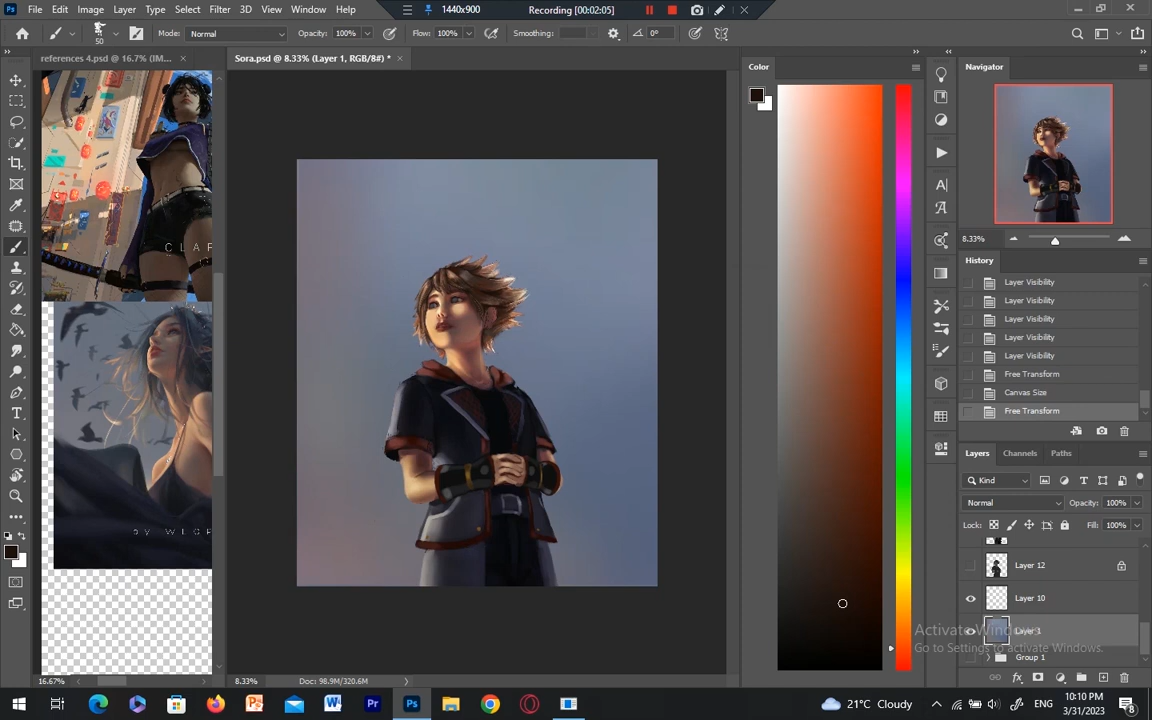 File Edit Image Layer Type Select Filter 3D View Window Help
1440x900
Recording [00:02:05]
50
Mode: Normal
Opacity: 100%
Flow: 100%
Smoothing:
0°
references 4.psd @ 16.7% (IM...
Sora.psd @ 8.33% (Layer 1, RGB/8#) *
Color
Navigator
8.33%
History
Layer Visibility
Layer Visibility
Layer Visibility
Layer Visibility
Layer Visibility
Free Transform
Canvas Size
Free Transform
Layers Channels Paths
Kind
Normal
Opacity: 100%
Lock:
Fill: 100%
Layer 12
Layer 10
Layer 1
Group 1
Activate Windows
Go to Settings to activate Windows.
16.67%
8.33%
Doc: 98.9M/320.6M
21°C Cloudy
ENG
10:10 PM
3/31/2023
8